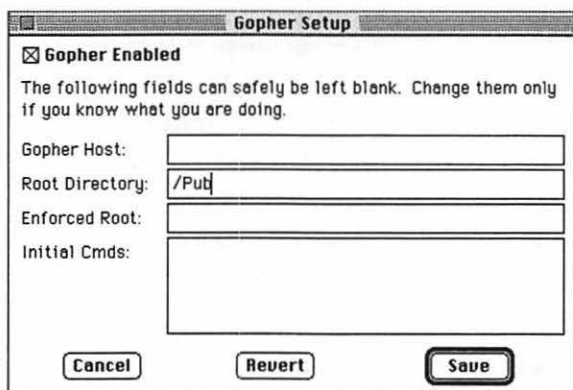 Gopher Setup
Gopher Enabled
The following fields can safely be left blank. Change them only
if you know what you are doing.
Gopher Host:
Root Directory: /Pub
Enforced Root:
Initial Cmds:
Cancel Revert Save